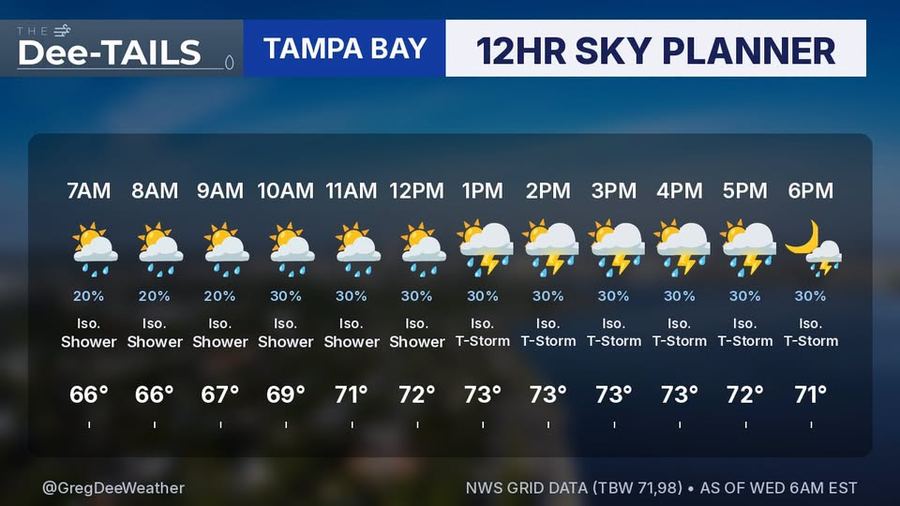 THE
Dee-TAILS
TAMPA BAY
12HR SKY PLANNER
7AM 8AM 9AM 10AM 11AM 12PM 1PM 2PM 3PM 4PM 5PM 6PM
20% 20% 20% 30% 30% 30% 30% 30% 30% 30% 30% 30%
Iso. Iso. Iso. Iso. Iso. Iso. Iso. Iso. Iso. Iso. Iso. Iso.
Shower Shower Shower Shower Shower Shower T-Storm T-Storm T-Storm T-Storm T-Storm T-Storm
66° 66° 67° 69° 71° 72° 73° 73° 73° 73° 72° 71°
@GregDeeWeather
NWS GRID DATA (TBW 71,98) • AS OF WED 6AM EST